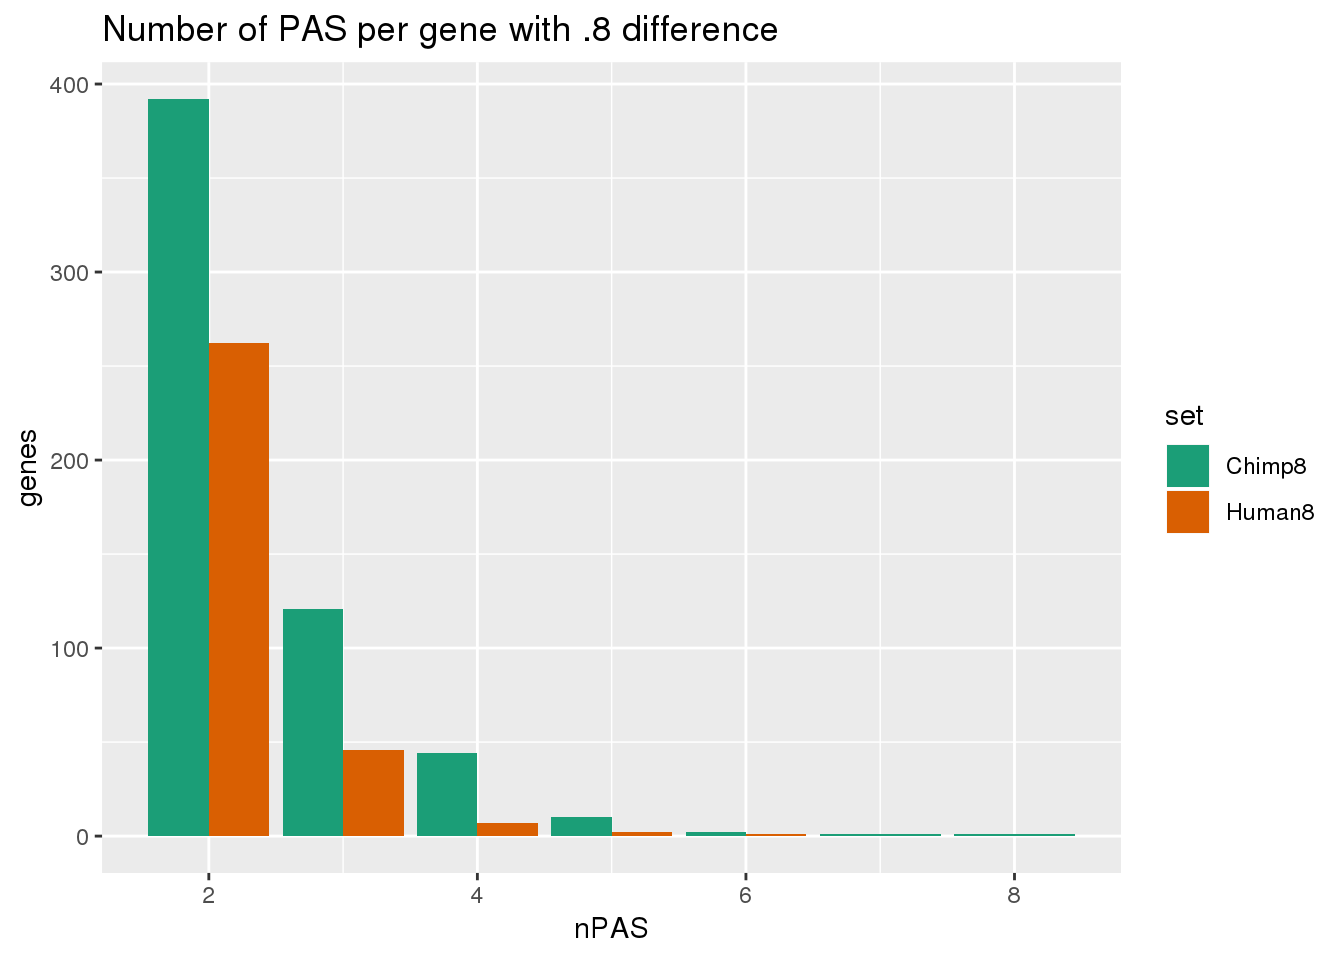 Number of PAS per gene with .8 difference
400
300
200
100
0
genes
2 4 6 8
nPAS
set
Chimp8
Human8